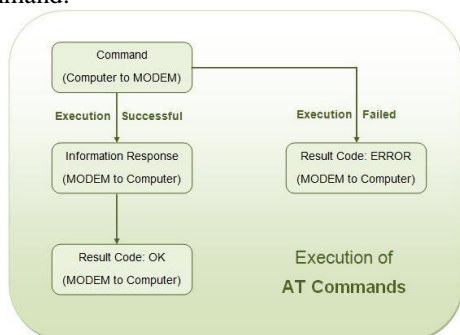 Command
(Computer to MODEM)
Execution Successful
Execution Failed
Information Response
(MODEM to Computer)
Result Code: ERROR
(MODEM to Computer)
Result Code: OK
(MODEM to Computer)
Execution of
AT Commands